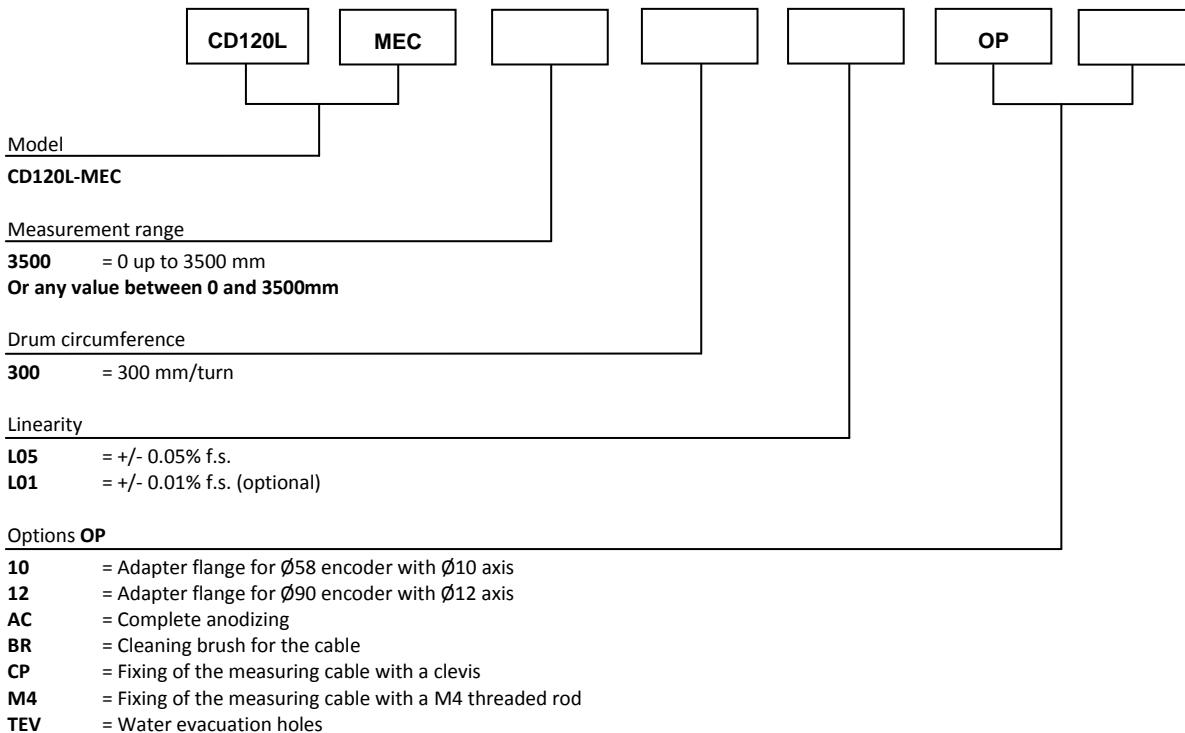 CD120L MEC OP
Model
CD120L-MEC
Measurement range
3500 = 0 up to 3500 mm
Or any value between 0 and 3500mm
Drum circumference
300 = 300 mm/turn
Linearity
L05 = +/- 0.05% f.s.
L01 = +/- 0.01% f.s. (optional)
Options OP
10 = Adapter flange for Ø58 encoder with Ø10 axis
12 = Adapter flange for Ø90 encoder with Ø12 axis
AC = Complete anodizing
BR = Cleaning brush for the cable
CP = Fixing of the measuring cable with a clevis
M4 = Fixing of the measuring cable with a M4 threaded rod
TEV = Water evacuation holes